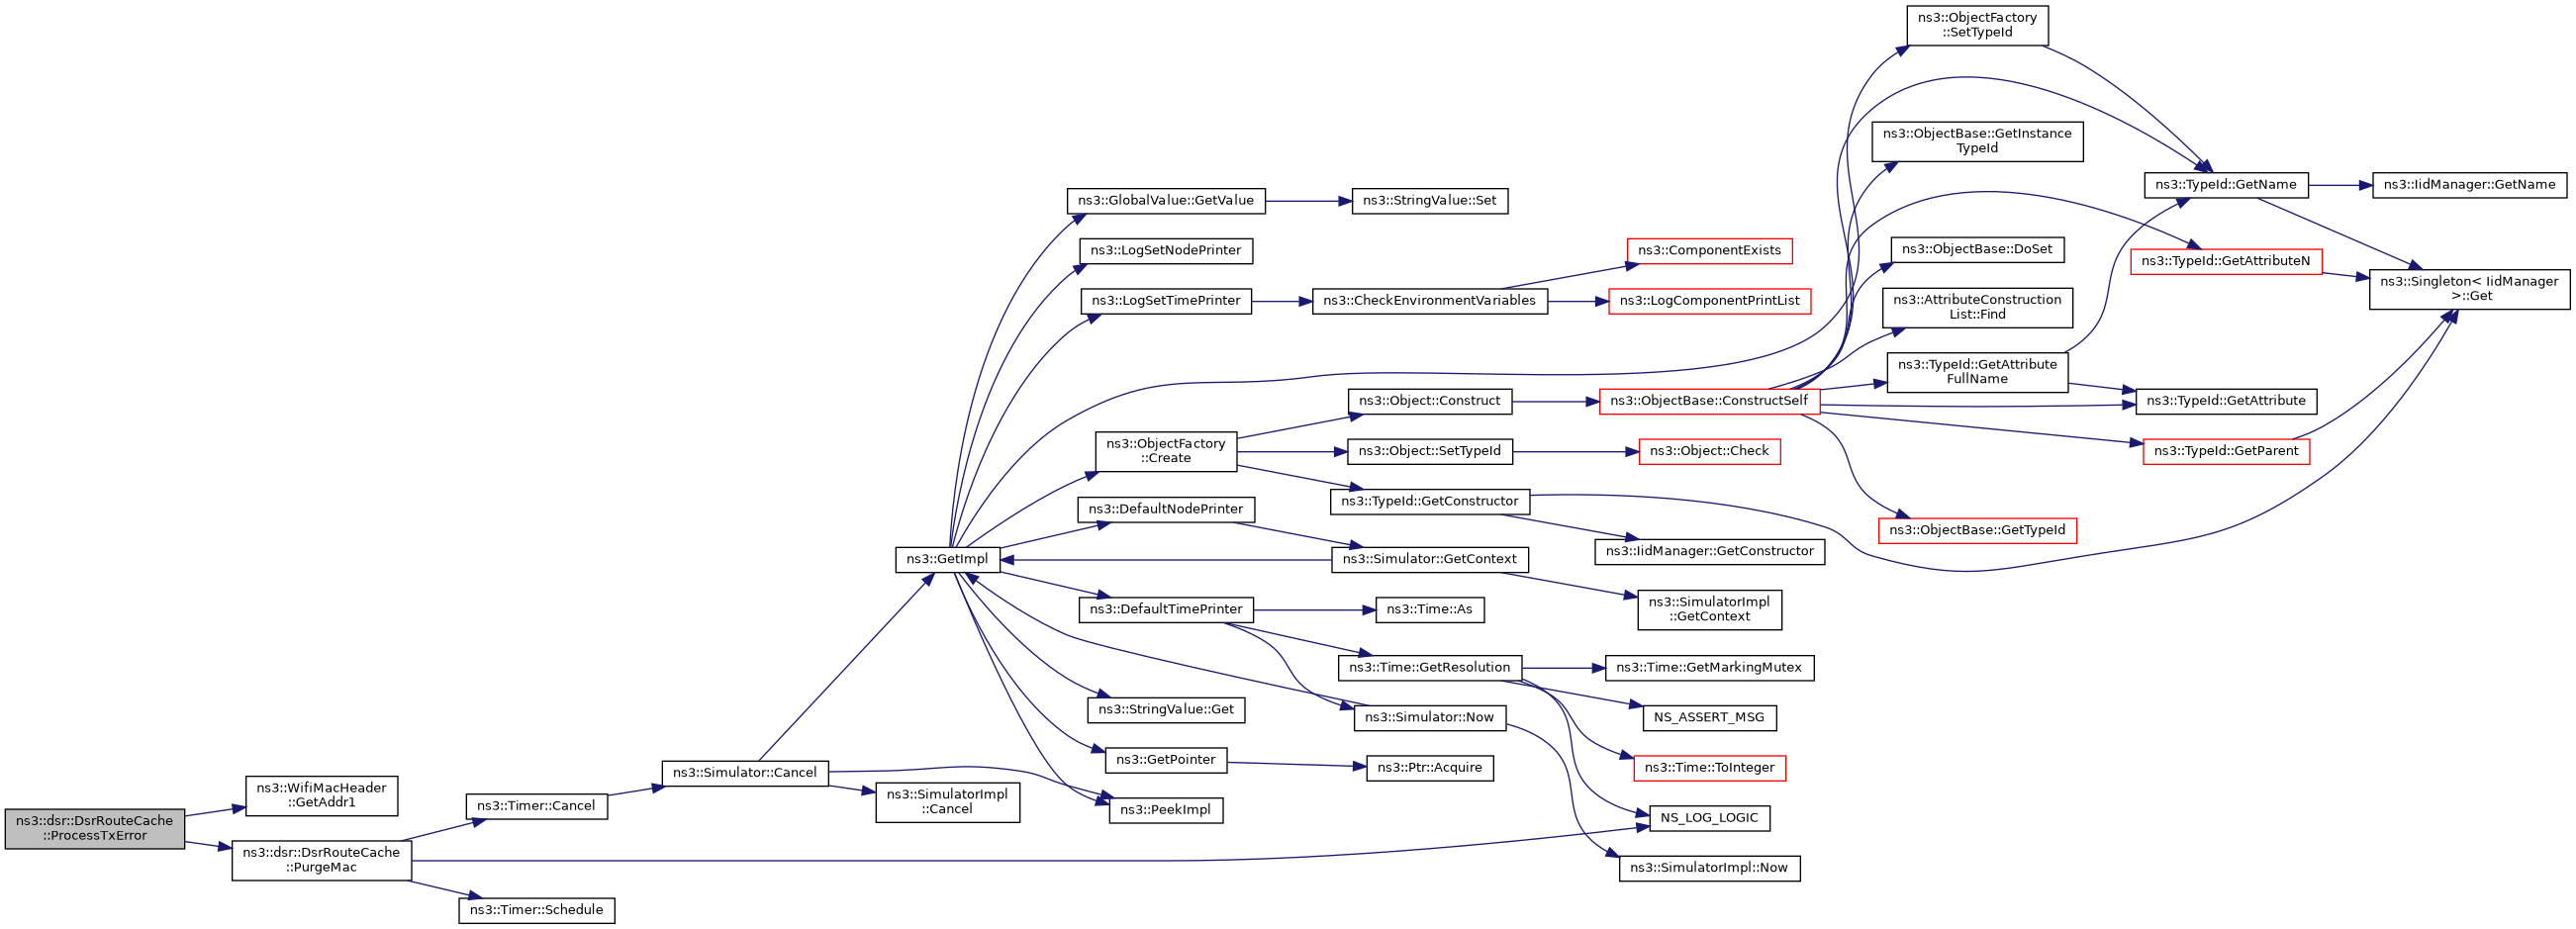 ns3::dsr::DsrRouteCache
::ProcessTxError
ns3::WifiMacHeader
::GetAddr1
ns3::dsr::DsrRouteCache
::PurgeMac
ns3::Timer::Cancel
ns3::Timer::Schedule
ns3::Simulator::Cancel
ns3::SimulatorImpl
::Cancel
ns3::GetImpl
ns3::GlobalValue::GetValue
ns3::LogSetNodePrinter
ns3::LogSetTimePrinter
ns3::ObjectFactory
::Create
ns3::DefaultNodePrinter
ns3::DefaultTimePrinter
ns3::StringValue::Get
ns3::GetPointer
ns3::PeekImpl
ns3::StringValue::Set
ns3::CheckEnvironmentVariables
ns3::Object::Construct
ns3::Object::SetTypeId
ns3::TypeId::GetConstructor
ns3::Simulator::GetContext
ns3::Time::As
ns3::Time::GetResolution
ns3::Simulator::Now
ns3::Ptr::Acquire
ns3::ComponentExists
ns3::LogComponentPrintList
ns3::ObjectBase::ConstructSelf
ns3::Object::Check
ns3::IidManager::GetConstructor
ns3::SimulatorImpl
::GetContext
ns3::Time::GetMarkingMutex
NS_ASSERT_MSG
ns3::Time::ToInteger
NS_LOG_LOGIC
ns3::SimulatorImpl::Now
ns3::ObjectFactory
::SetTypeId
ns3::ObjectBase::GetInstance
TypeId
ns3::ObjectBase::DoSet
ns3::AttributeConstruction
List::Find
ns3::TypeId::GetAttribute
FullName
ns3::ObjectBase::GetTypeId
ns3::TypeId::GetName
ns3::TypeId::GetAttributeN
ns3::TypeId::GetAttribute
ns3::TypeId::GetParent
ns3::IidManager::GetName
ns3::Singleton< IidManager
>::Get